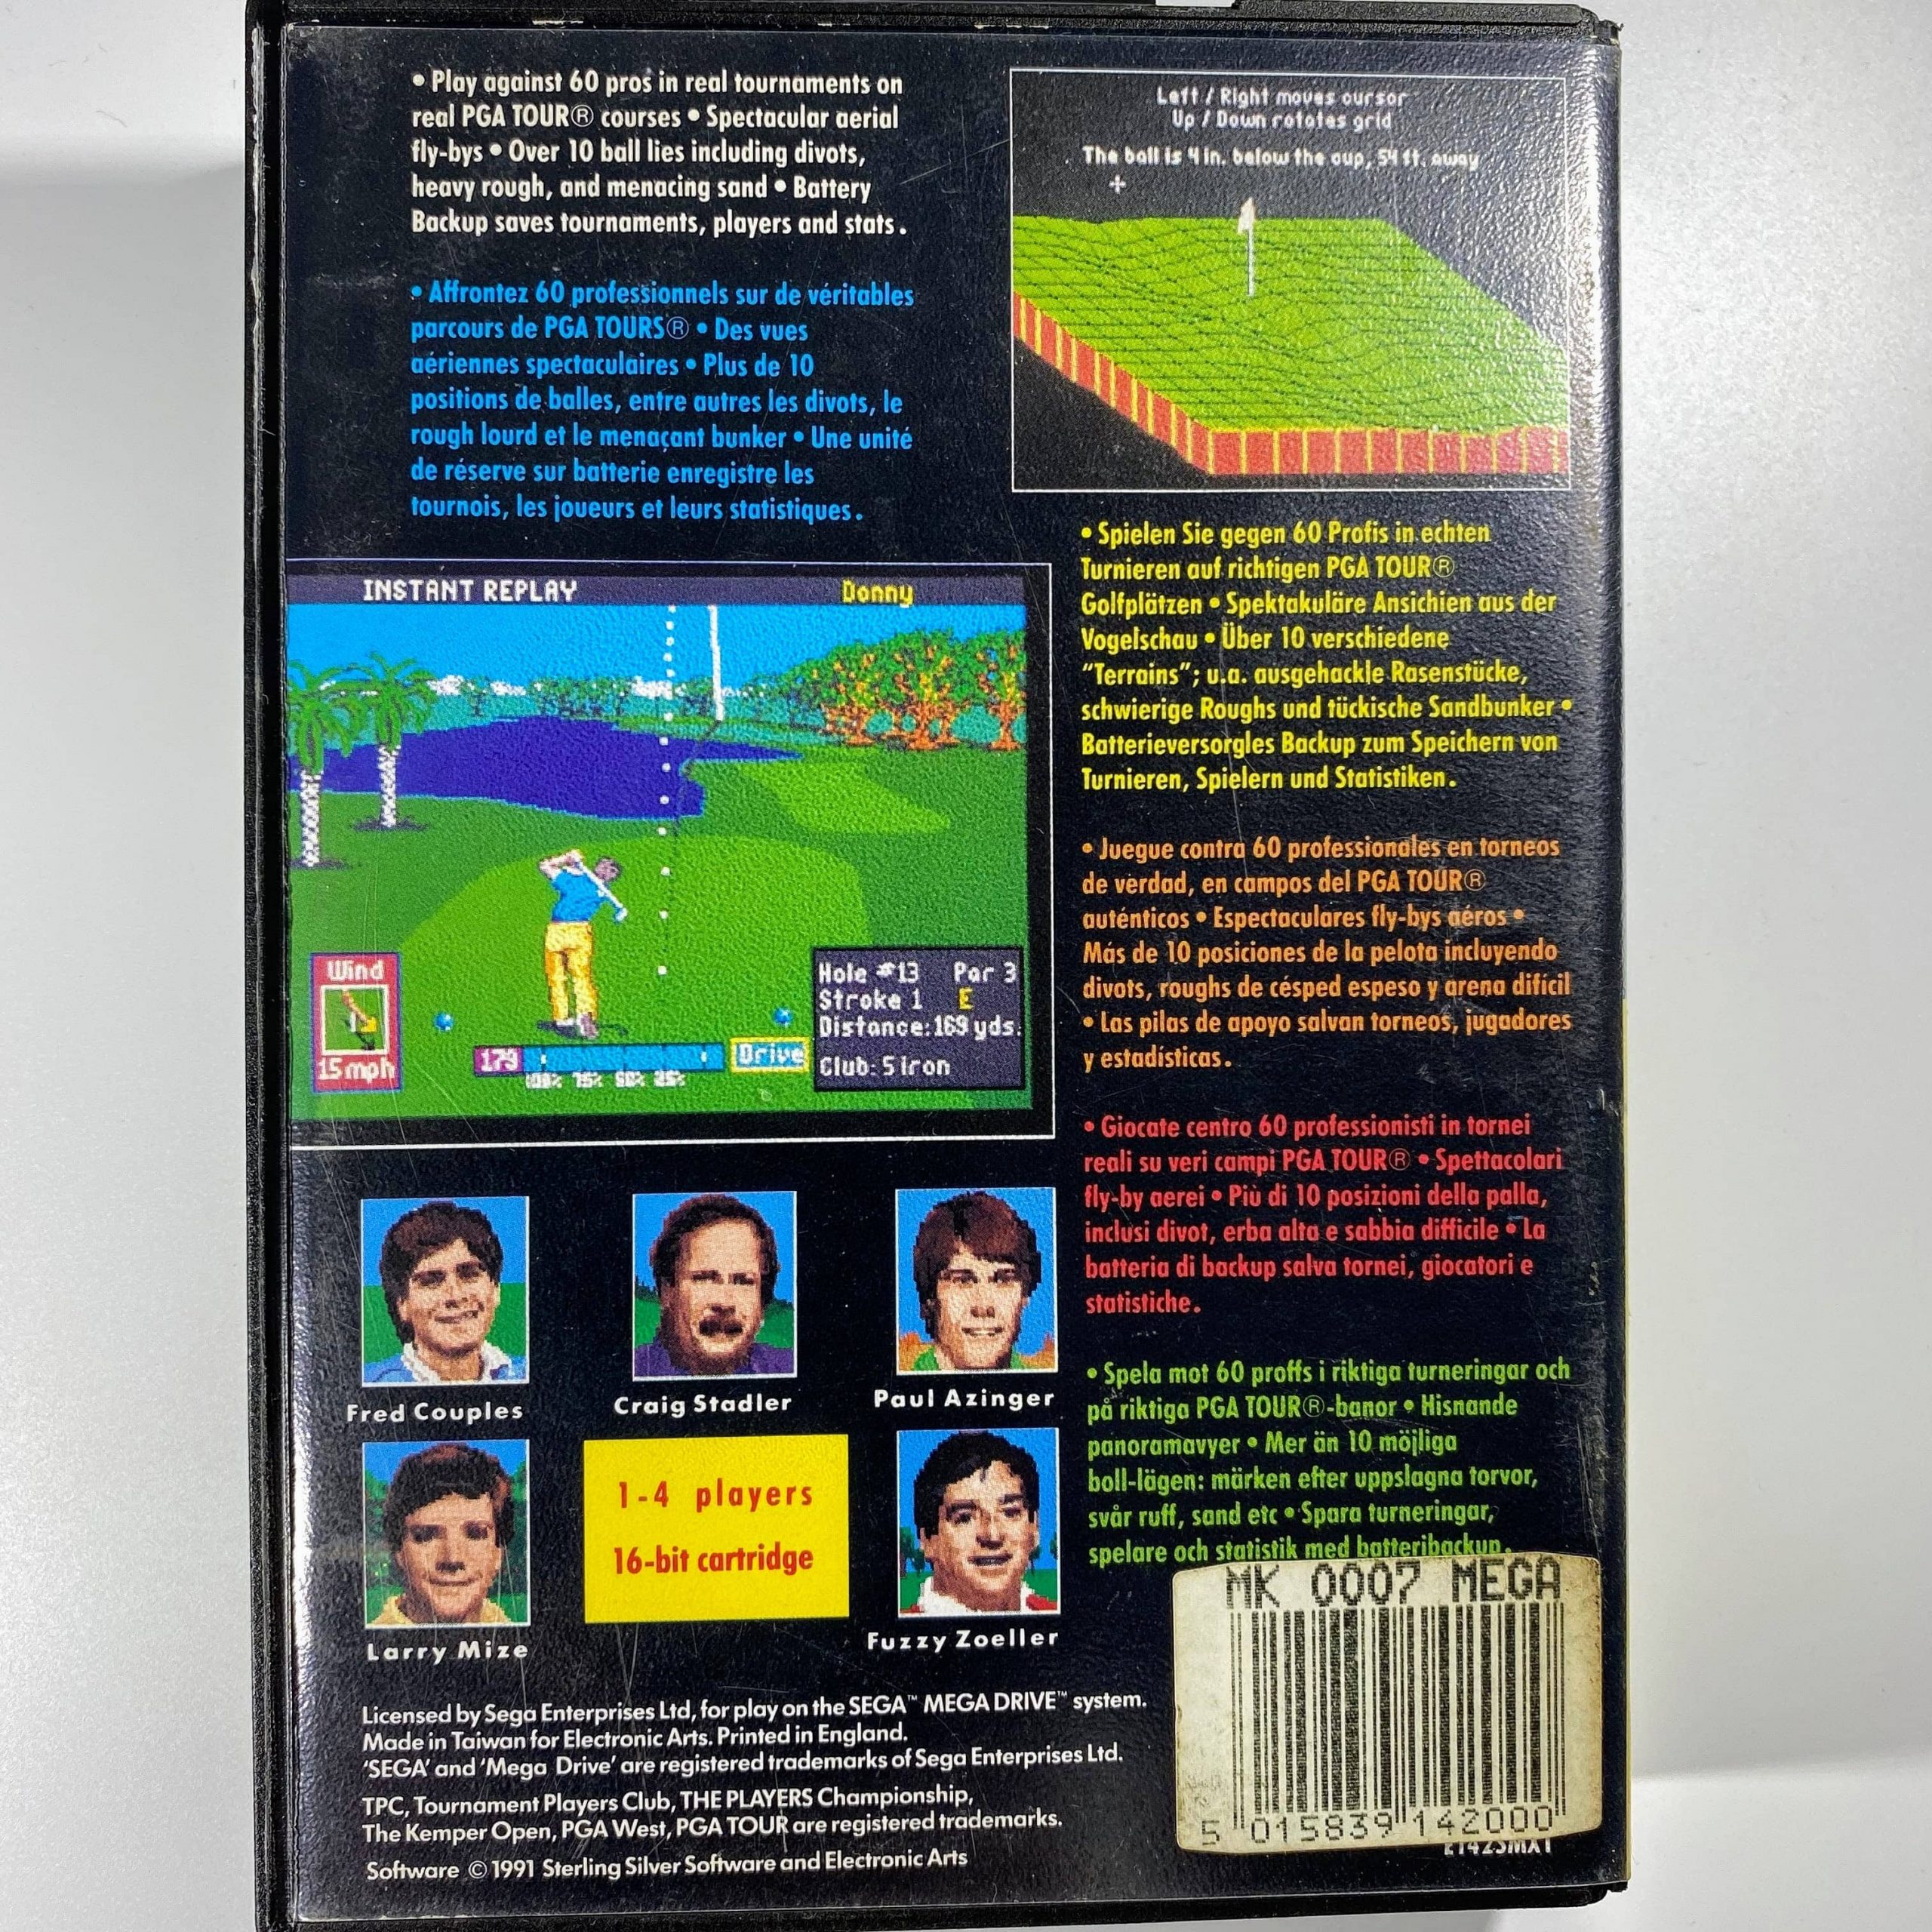 • Play against 60 pros in real tournaments on
real PGA TOUR® courses • Spectacular aerial
fly-bys • Over 10 ball lies including divots,
heavy rough, and menacing sand • Battery
Backup saves tournaments, players and stats.
Left / Right moves cursor
Up / Down rotates grid
The ball is 4 in. below the cup, 54 ft. away
• Affrontez 60 professionnels sur de véritables
parcours de PGA TOURS® • Des vues
aériennes spectaculaires • Plus de 10
positions de balles, entre autres les divots, le
rough lourd et le menaçant bunker • Une unité
de réserve sur batterie enregistre les
tournois, les joueurs et leurs statistiques.
• Spielen Sie gegen 60 Profis in echten
Turnieren auf richtigen PGA TOUR®
Golfplätzen • Spektakuläre Ansichien aus der
Vogelschau • Über 10 verschiedene
"Terrains"; u.a. ausgehackle Rasenstücke,
schwierige Roughs und tückische Sandbunker •
Batterieversorgles Backup zum Speichern von
Turnieren, Spielern und Statistiken.
INSTANT REPLAY Donny
Wind
15 mph
179
100% 75% 50% 25%
Drive
Hole #13 Par 3
Stroke 1 E
Distance: 169 yds.
Club: 5 iron
• Juegue contra 60 professionales en torneos
de verdad, en campos del PGA TOUR®
auténticos • Espectaculares fly-bys aéros •
Más de 10 posiciones de la pelota incluyendo
divots, roughs de césped espeso y arena difícil
• Las pilas de apoyo salvan torneos, jugadores
y estadísticas.
• Giocate centro 60 professionisti in tornei
reali su veri campi PGA TOUR® • Spettacolari
fly-by aerei • Più di 10 posizioni della palla,
inclusi divot, erba alta e sabbia difficile • La
batteria di backup salva tornei, giocatori e
statistiche.
• Spela mot 60 proffs i riktiga turneringar och
på riktiga PGA TOUR®-banor • Hisnande
panoramavyer • Mer än 10 möjliga
boll-lägen: märken efter uppslagna torvor,
svår ruff, sand etc • Spara turneringar,
spelare och statistik med batteribackup.
Fred Couples
Craig Stadler
Paul Azinger
Larry Mize
1-4 players
16-bit cartridge
Fuzzy Zoeller
Licensed by Sega Enterprises Ltd, for play on the SEGA™ MEGA DRIVE™ system.
Made in Taiwan for Electronic Arts. Printed in England.
'SEGA' and 'Mega Drive' are registered trademarks of Sega Enterprises Ltd.
TPC, Tournament Players Club, THE PLAYERS Championship,
The Kemper Open, PGA West, PGA TOUR are registered trademarks.
Software © 1991 Sterling Silver Software and Electronic Arts
MK 0007 MEGA
5 015839 142000